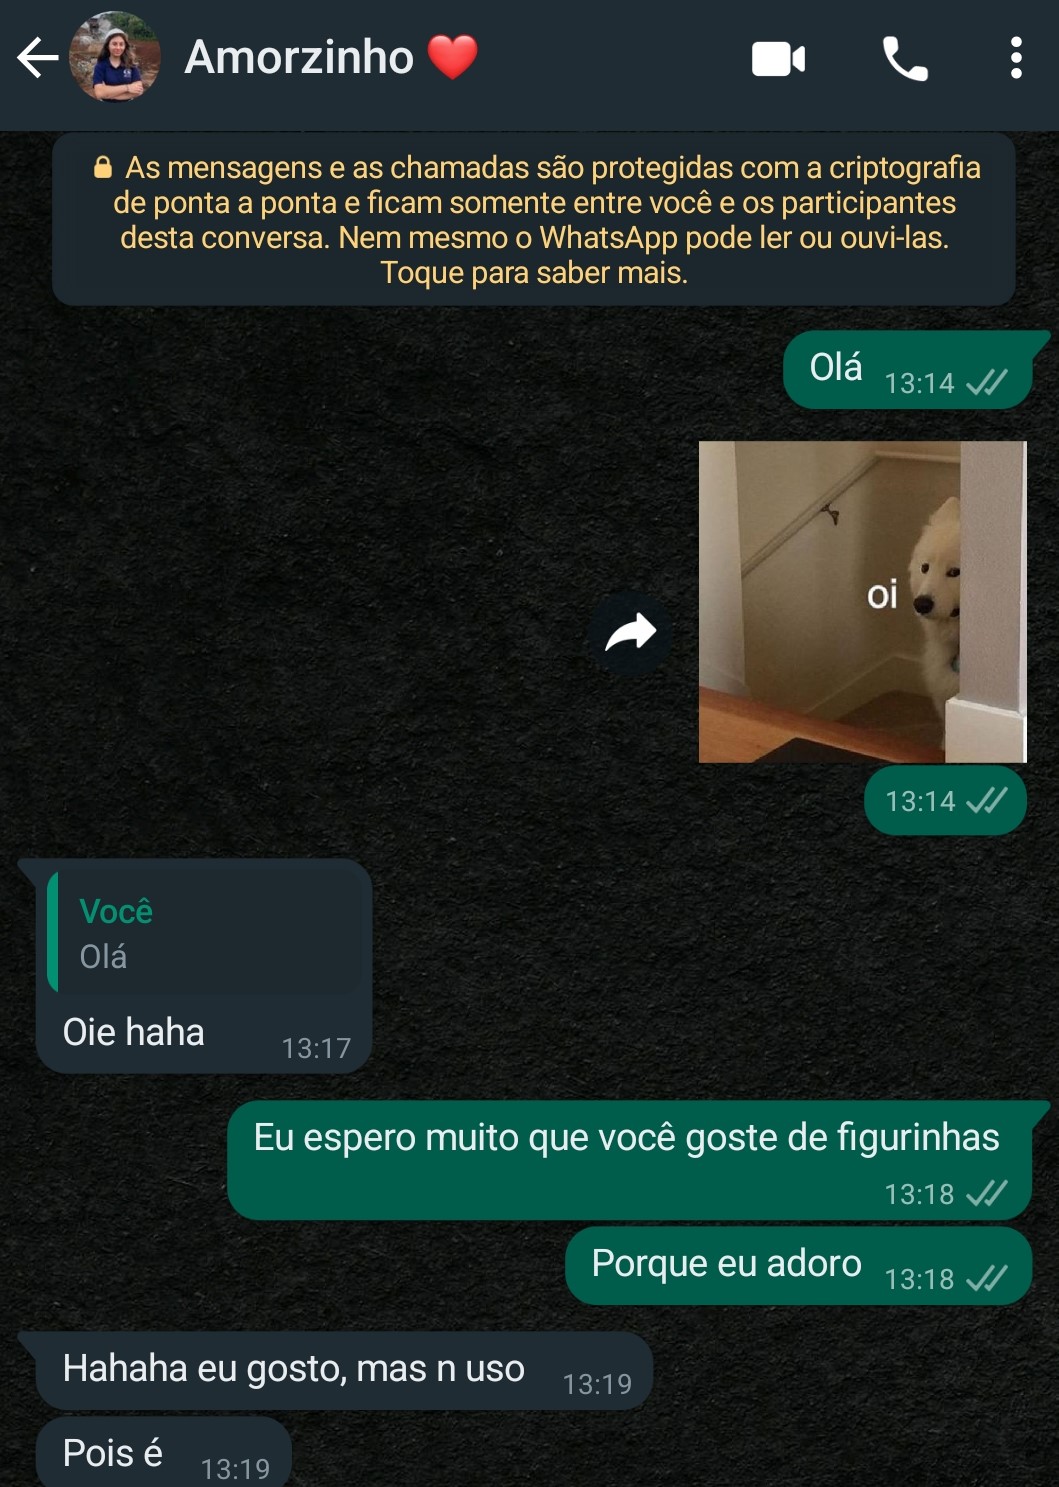 Amorzinho ❤️
As mensagens e as chamadas são protegidas com a criptografia
de ponta a ponta e ficam somente entre você e os participantes
desta conversa. Nem mesmo o WhatsApp pode ler ou ouvi-las.
Toque para saber mais.
Olá 13:14
oi
13:14
Você
Olá
Oie haha 13:17
Eu espero muito que você goste de figurinhas
13:18
Porque eu adoro 13:18
Hahaha eu gosto, mas n uso 13:19
Pois é 13:19